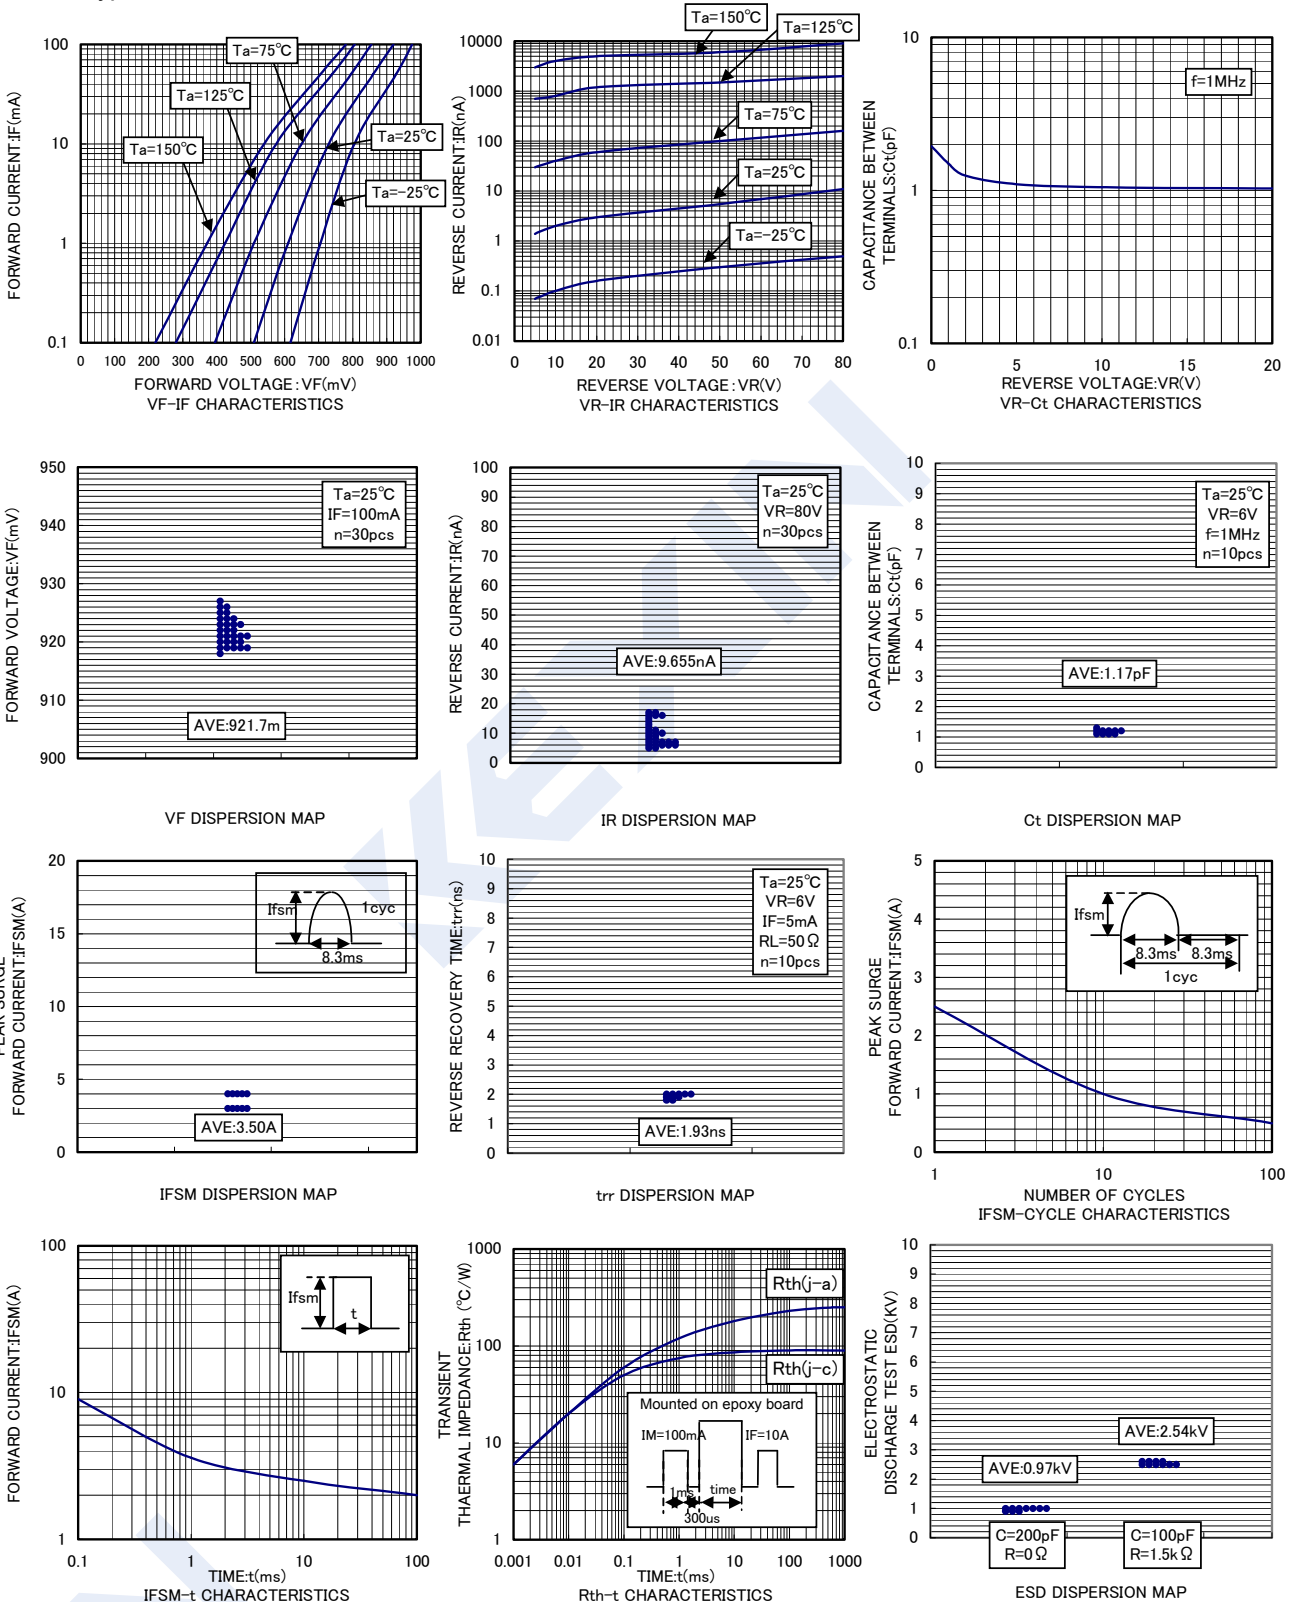 FORWARD CURRENT:IF(mA)
100
10
1
0.1
Ta=75℃
Ta=125℃
Ta=150℃
Ta=25℃
Ta=-25℃
0 100 200 300 400 500 600 700 800 900 1000
FORWARD VOLTAGE:VF(mV)
VF-IF CHARACTERISTICS
REVERSE CURRENT:IR(nA)
10000
1000
100
10
1
0.1
0.01
Ta=150℃
Ta=125℃
Ta=75℃
Ta=25℃
Ta=-25℃
0 10 20 30 40 50 60 70 80
REVERSE VOLTAGE:VR(V)
VR-IR CHARACTERISTICS
CAPACITANCE BETWEEN
TERMINALS:Ct(pF)
10
1
0.1
f=1MHz
0 5 10 15 20
REVERSE VOLTAGE:VR(V)
VR-Ct CHARACTERISTICS
FORWARD VOLTAGE:VF(mV)
950
940
930
920
910
900
Ta=25℃
IF=100mA
n=30pcs
AVE:921.7m
VF DISPERSION MAP
REVERSE CURRENT:IR(nA)
100
90
80
70
60
50
40
30
20
10
0
Ta=25℃
VR=80V
n=30pcs
AVE:9.655nA
IR DISPERSION MAP
CAPACITANCE BETWEEN
TERMINALS:Ct(pF)
10
9
8
7
6
5
4
3
2
1
0
Ta=25℃
VR=6V
f=1MHz
n=10pcs
AVE:1.17pF
Ct DISPERSION MAP
KEXIN
FORWARD CURRENT:IFSM(A)
20
15
10
5
0
Ifsm
1cyc
8.3ms
AVE:3.50A
IFSM DISPERSION MAP
REVERSE RECOVERY TIME:trr(ns)
10
9
8
7
6
5
4
3
2
1
0
Ta=25℃
VR=6V
IF=5mA
RL=50Ω
n=10pcs
AVE:1.93ns
trr DISPERSION MAP
PEAK SURGE
FORWARD CURRENT:IFSM(A)
5
4
3
2
1
0
Ifsm
8.3ms 8.3ms
1cyc
1 10 100
NUMBER OF CYCLES
IFSM-CYCLE CHARACTERISTICS
FORWARD CURRENT:IFSM(A)
100
10
1
Ifsm
t
0.1 1 10 100
TIME:t(ms)
IFSM-t CHARACTERISTICS
TRANSIENT
THAERMAL IMPEDANCE:Rth (℃/W)
1000
100
10
1
Rth(j-a)
Rth(j-c)
Mounted on epoxy board
IM=100mA IF=10A
1ms time
300us
0.001 0.01 0.1 1 10 100 1000
TIME:t(ms)
Rth-t CHARACTERISTICS
ELECTROSTATIC
DISCHARGE TEST ESD(KV)
10
9
8
7
6
5
4
3
2
1
0
AVE:2.54kV
AVE:0.97kV
C=200pF
R=0Ω
C=100pF
R=1.5kΩ
ESD DISPERSION MAP